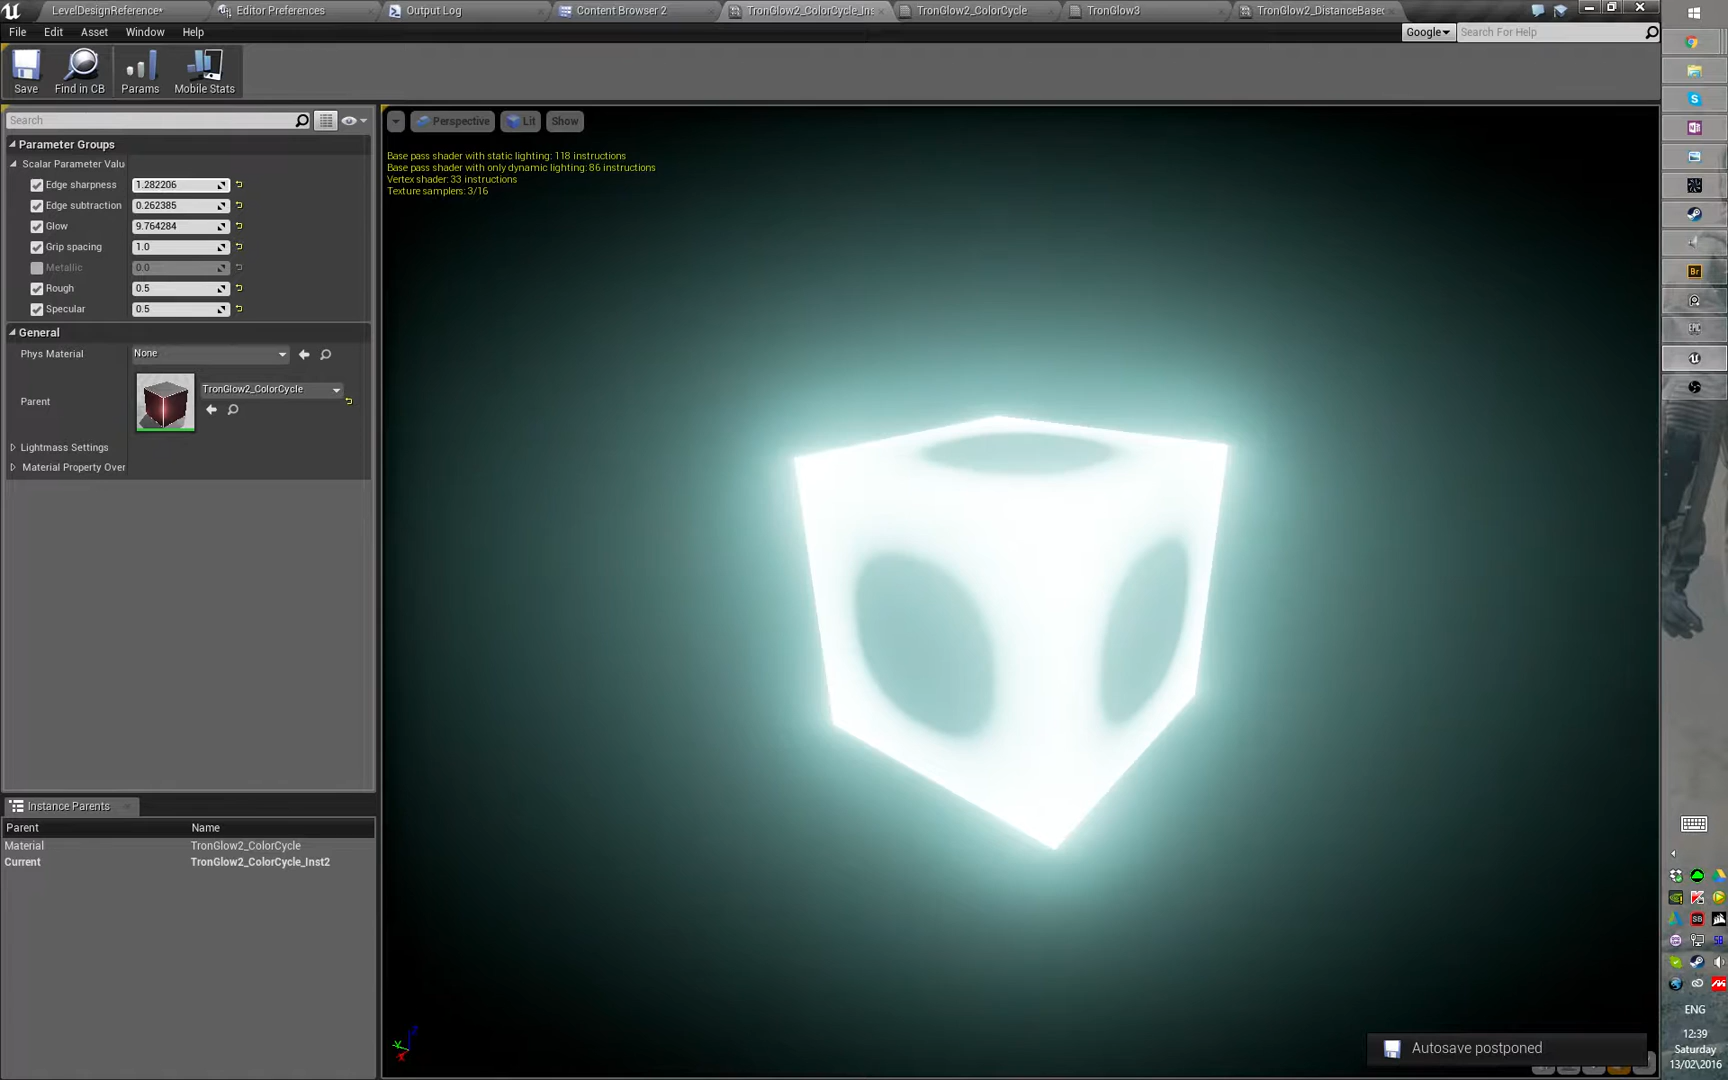 LevelDesignReference*
Editor Preferences
Output Log
Content Browser 2
TronGlow2_ColorCycle_Ins
TronGlow2_ColorCycle
TronGlow3
TronGlow2_DistanceBased
File Edit Asset Window Help
Google
Search For Help
Save
Find in CB
Params
Mobile Stats
Search
Perspective
Lit
Show
Parameter Groups
Scalar Parameter Valu
Base pass shader with static lighting: 118 instructions
Base pass shader with only dynamic lighting: 86 instructions
Vertex shader: 33 instructions
Texture samplers: 3/16
Edge sharpness 1.282206
Edge subtraction 0.262385
Glow 9.764284
Grip spacing 1.0
Metallic 0.0
Rough 0.5
Specular 0.5
General
Phys Material None
Parent TronGlow2_ColorCycle
Lightmass Settings
Material Property Over
Instance Parents
Parent Name
Material TronGlow2_ColorCycle
Current TronGlow2_ColorCycle_Inst2
Br
EPIC
SB
ENG
12:39
Saturday
13/02\2016
Autosave postponed